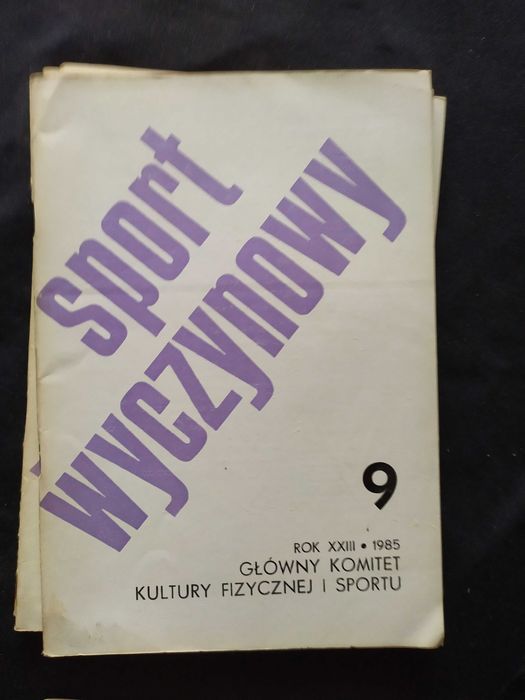 sport
wyczynowy
9
ROK XXIII • 1985
GŁÓWNY KOMITET
KULTURY FIZYCZNEJ I SPORTU